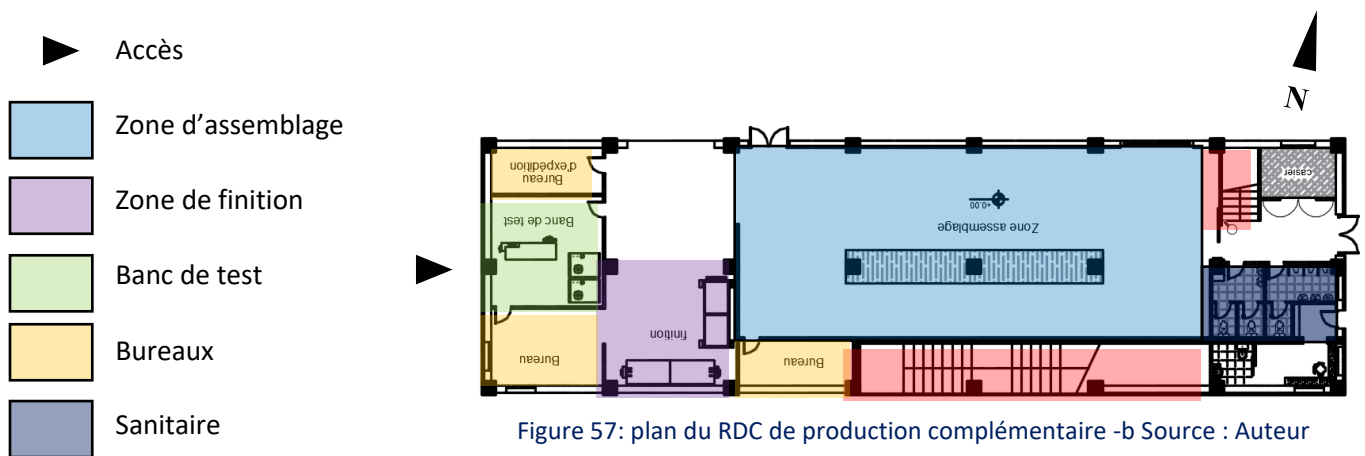 Accès
Zone d'assemblage
Zone de finition
Banc de test
Bureaux
Sanitaire
N
Bureau
d'expédition
casier
Banc de test
+0.00
Zone assemblage
finition
Bureau
Bureau
Figure 57: plan du RDC de production complémentaire -b Source : Auteur